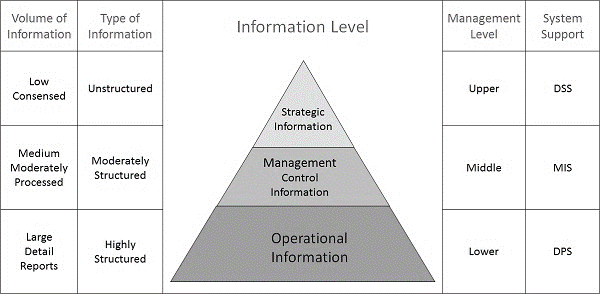 Volume of
Information
Type of
Information
Information Level
Management
Level
System
Support
Low
Consensed
Unstructured
Strategic
Information
Upper
DSS
Medium
Moderately
Processed
Moderately
Structured
Management
Control
Information
Middle
MIS
Large
Detail
Reports
Highly
Structured
Operational
Information
Lower
DPS